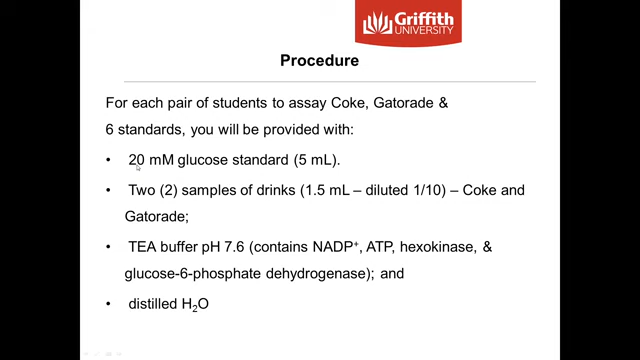 Griffith
UNIVERSITY
Procedure
For each pair of students to assay Coke, Gatorade &
6 standards, you will be provided with:
• 20 mM glucose standard (5 mL).
• Two (2) samples of drinks (1.5 mL – diluted 1/10) – Coke and
Gatorade;
• TEA buffer pH 7.6 (contains NADP⁺, ATP, hexokinase, &
glucose-6-phosphate dehydrogenase); and
• distilled H₂O